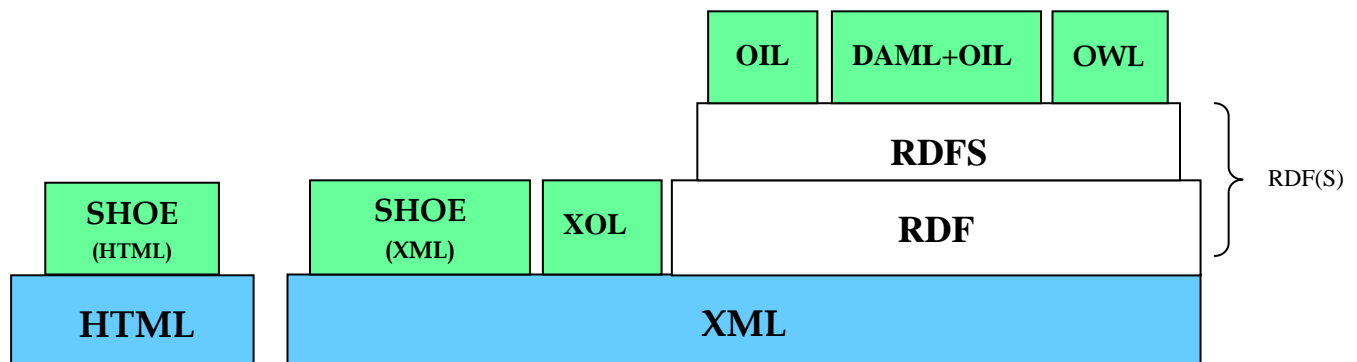 OIL
DAML+OIL
OWL
RDFS
RDF(S)
SHOE
(HTML)
SHOE
(XML)
XOL
RDF
HTML
XML